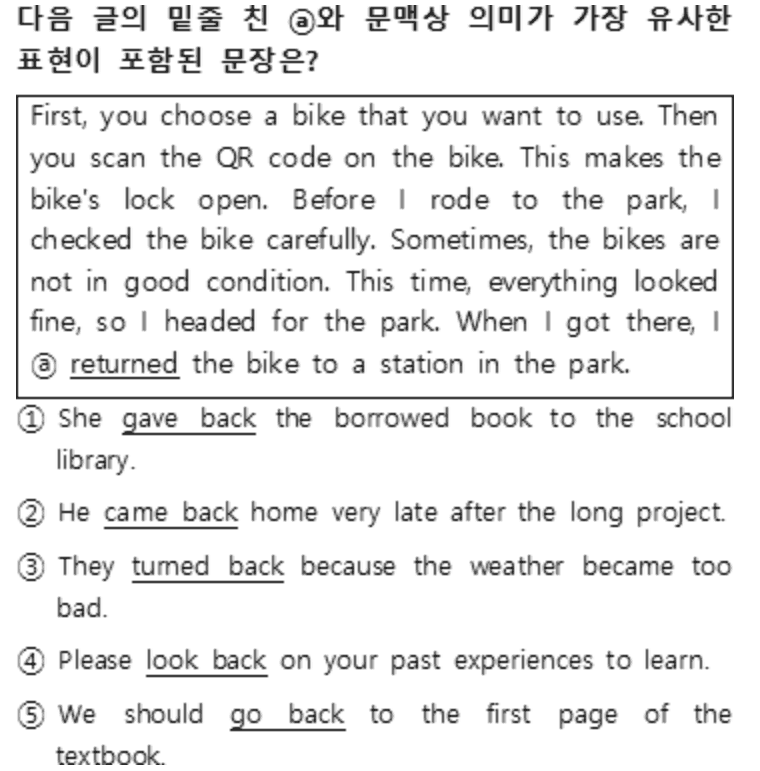 다음 글의 밑줄 친 ⓐ와 문맥상 의미가 가장 유사한
표현이 포함된 문장은?
First, you choose a bike that you want to use. Then
you scan the QR code on the bike. This makes the
bike's lock open. Before I rode to the park, I
checked the bike carefully. Sometimes, the bikes are
not in good condition. This time, everything looked
fine, so I headed for the park. When I got there, I
ⓐ returned the bike to a station in the park.
① She gave back the borrowed book to the school
library.
② He came back home very late after the long project.
③ They turned back because the weather became too
bad.
④ Please look back on your past experiences to learn.
⑤ We should go back to the first page of the
textbook.